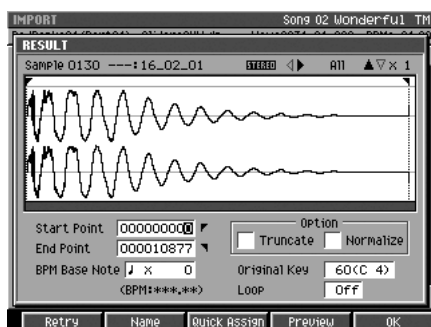 IMPORT Song 02 Wonderful TM
RESULT
Sample 0130 ---:16_02_01 STEREO All × 1
Start Point 000000000
End Point 000010877
BPM Base Note × 0
(BPM:***.**)
Option
Truncate Normalize
Original Key 60(C 4)
Loop Off
Retry Name Quick Assign Preview OK